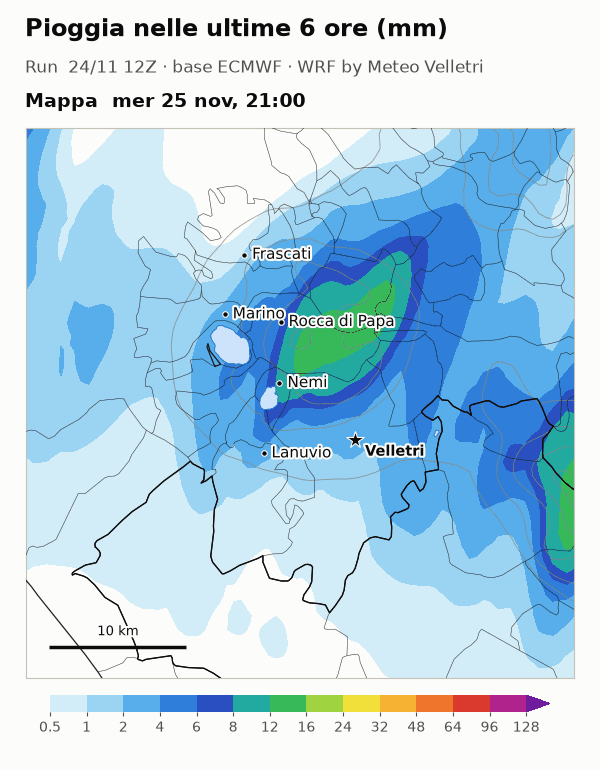 Pioggia nelle ultime 6 ore (mm)
Run  24/11 12Z · base ECMWF · WRF by Meteo Velletri
Mappa  mer 25 nov, 21:00
Frascati
Marino
Rocca di Papa
Nemi
Velletri
Lanuvio
10 km
0.5 1 2 4 6 8 12 16 24 32 48 64 96 128